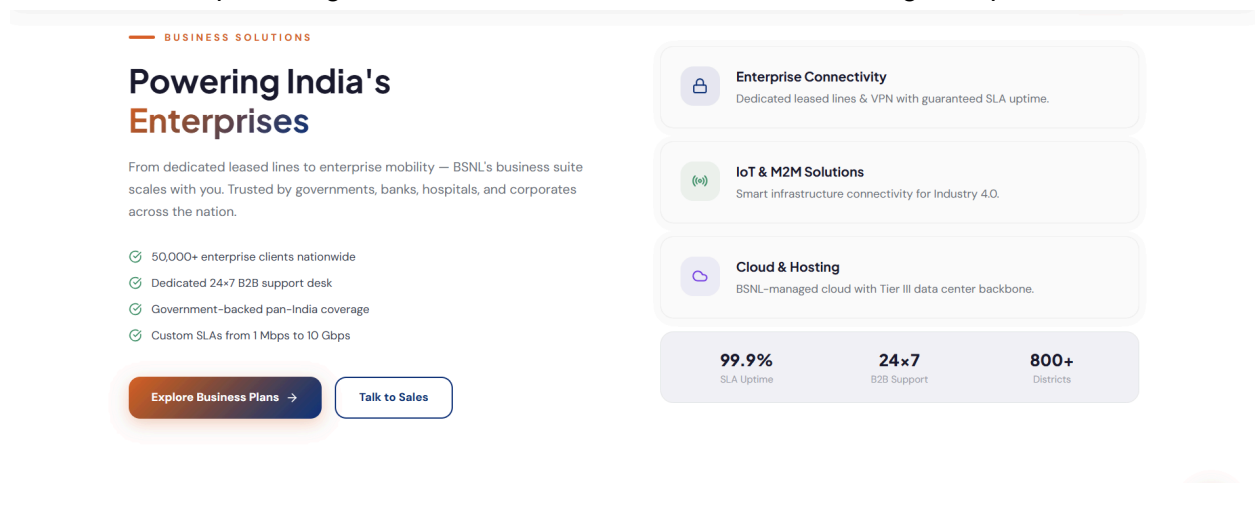 BUSINESS SOLUTIONS
Powering India's
Enterprises
From dedicated leased lines to enterprise mobility — BSNL's business suite
scales with you. Trusted by governments, banks, hospitals, and corporates
across the nation.
50,000+ enterprise clients nationwide
Dedicated 24×7 B2B support desk
Government-backed pan-India coverage
Custom SLAs from 1 Mbps to 10 Gbps
Explore Business Plans →
Talk to Sales
Enterprise Connectivity
Dedicated leased lines & VPN with guaranteed SLA uptime.
IoT & M2M Solutions
Smart infrastructure connectivity for Industry 4.0.
Cloud & Hosting
BSNL-managed cloud with Tier III data center backbone.
99.9%
SLA Uptime
24×7
B2B Support
800+
Districts